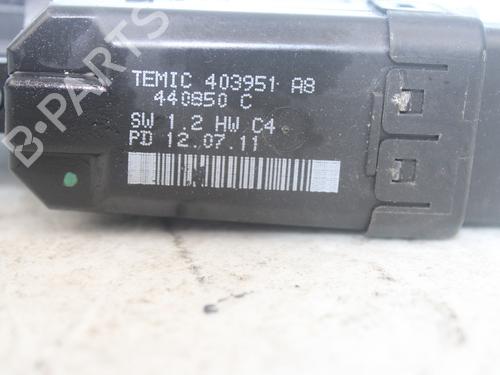 B-PARTS
TEMIC 403951 A8
440850 C
SW 1.2 HW C4
PD 12.07.11